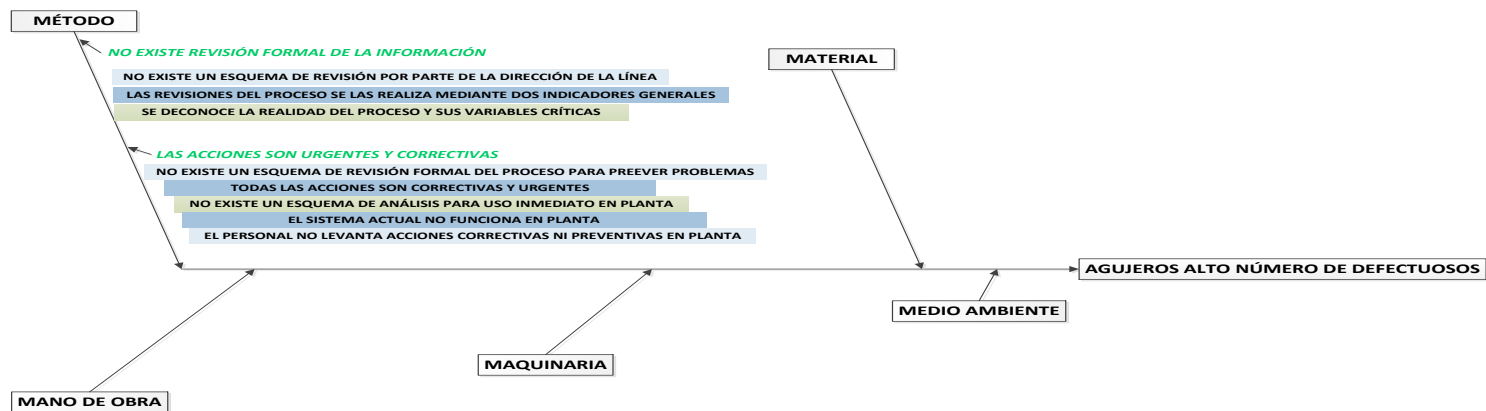 MÉTODO
NO EXISTE REVISIÓN FORMAL DE LA INFORMACIÓN
NO EXISTE UN ESQUEMA DE REVISIÓN POR PARTE DE LA DIRECCIÓN DE LA LÍNEA
LAS REVISIONES DEL PROCESO SE LAS REALIZA MEDIANTE DOS INDICADORES GENERALES
SE DECONOCE LA REALIDAD DEL PROCESO Y SUS VARIABLES CRÍTICAS
LAS ACCIONES SON URGENTES Y CORRECTIVAS
NO EXISTE UN ESQUEMA DE REVISIÓN FORMAL DEL PROCESO PARA PREEVER PROBLEMAS
TODAS LAS ACCIONES SON CORRECTIVAS Y URGENTES
NO EXISTE UN ESQUEMA DE ANÁLISIS PARA USO INMEDIATO EN PLANTA
EL SISTEMA ACTUAL NO FUNCIONA EN PLANTA
EL PERSONAL NO LEVANTA ACCIONES CORRECTIVAS NI PREVENTIVAS EN PLANTA
MATERIAL
AGUJEROS ALTO NÚMERO DE DEFECTUOSOS
MEDIO AMBIENTE
MAQUINARIA
MANO DE OBRA